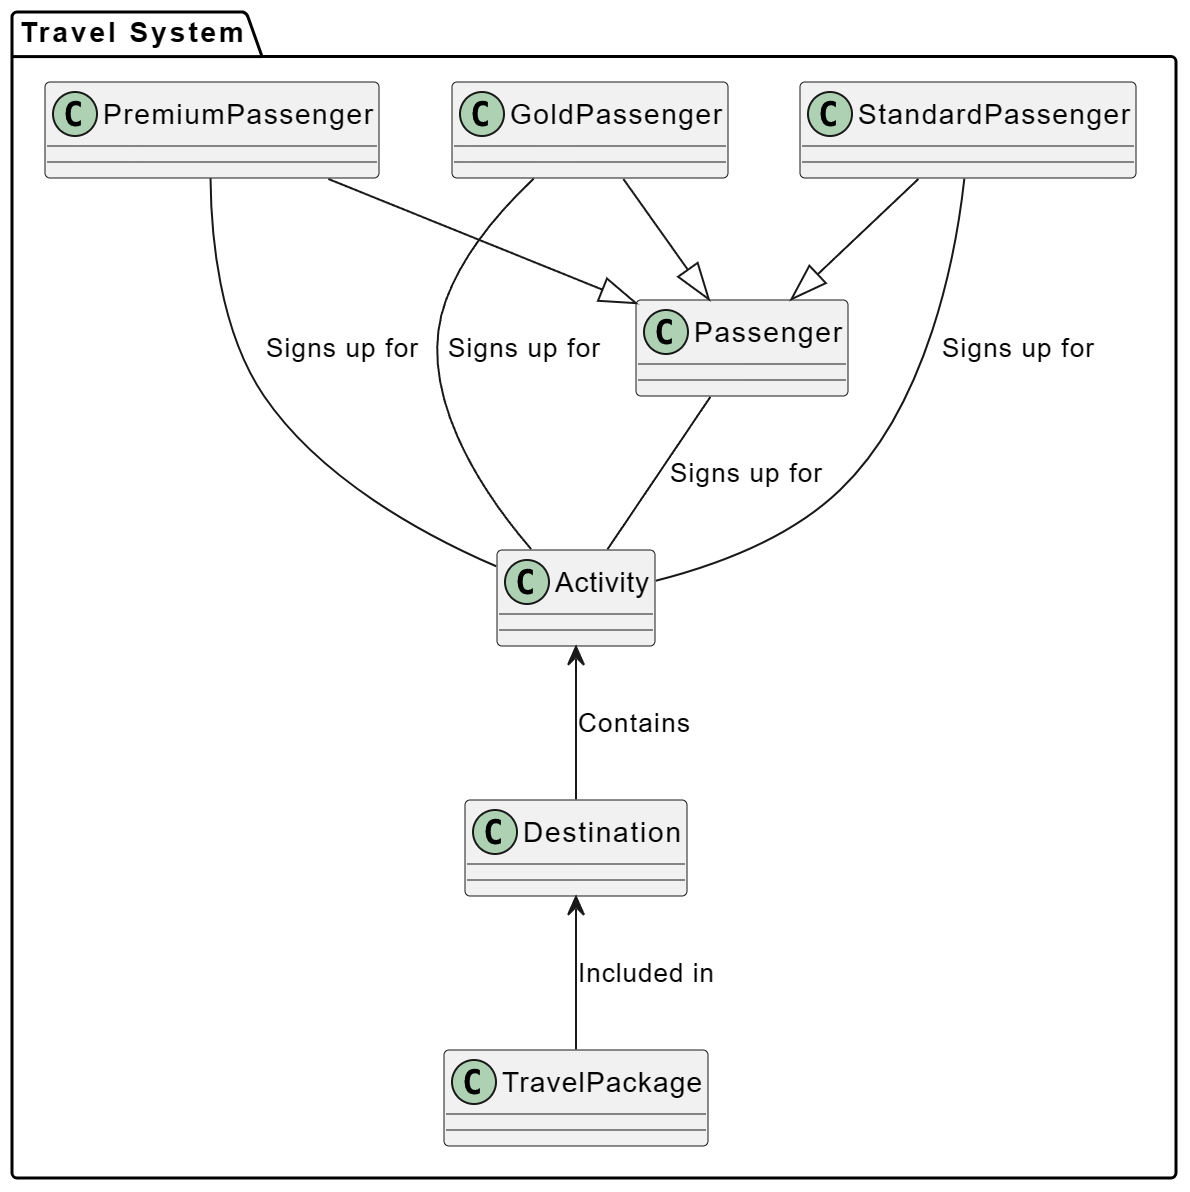 Travel System
C PremiumPassenger
C GoldPassenger
C StandardPassenger
C Passenger
Signs up for
Signs up for
Signs up for
Signs up for
C Activity
Contains
C Destination
Included in
C TravelPackage